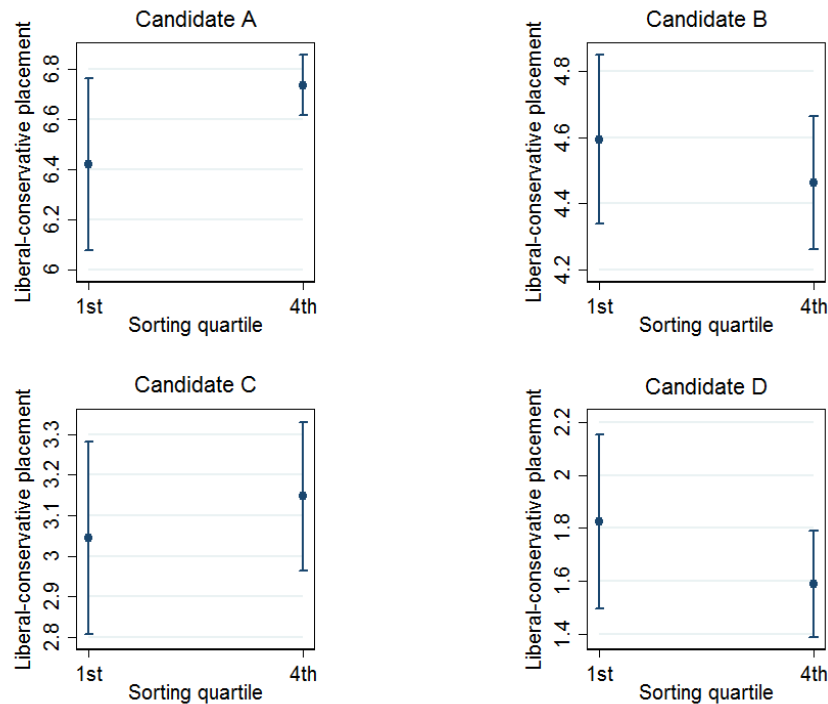 Candidate A
Liberal-conservative placement
6.8
6.6
6.4
6.2
6
1st
4th
Sorting quartile
Candidate B
Liberal-conservative placement
4.8
4.6
4.4
4.2
1st
4th
Sorting quartile
Candidate C
Liberal-conservative placement
3.3
3.2
3.1
3
2.9
2.8
1st
4th
Sorting quartile
Candidate D
Liberal-conservative placement
2.2
2
1.8
1.6
1.4
1st
4th
Sorting quartile